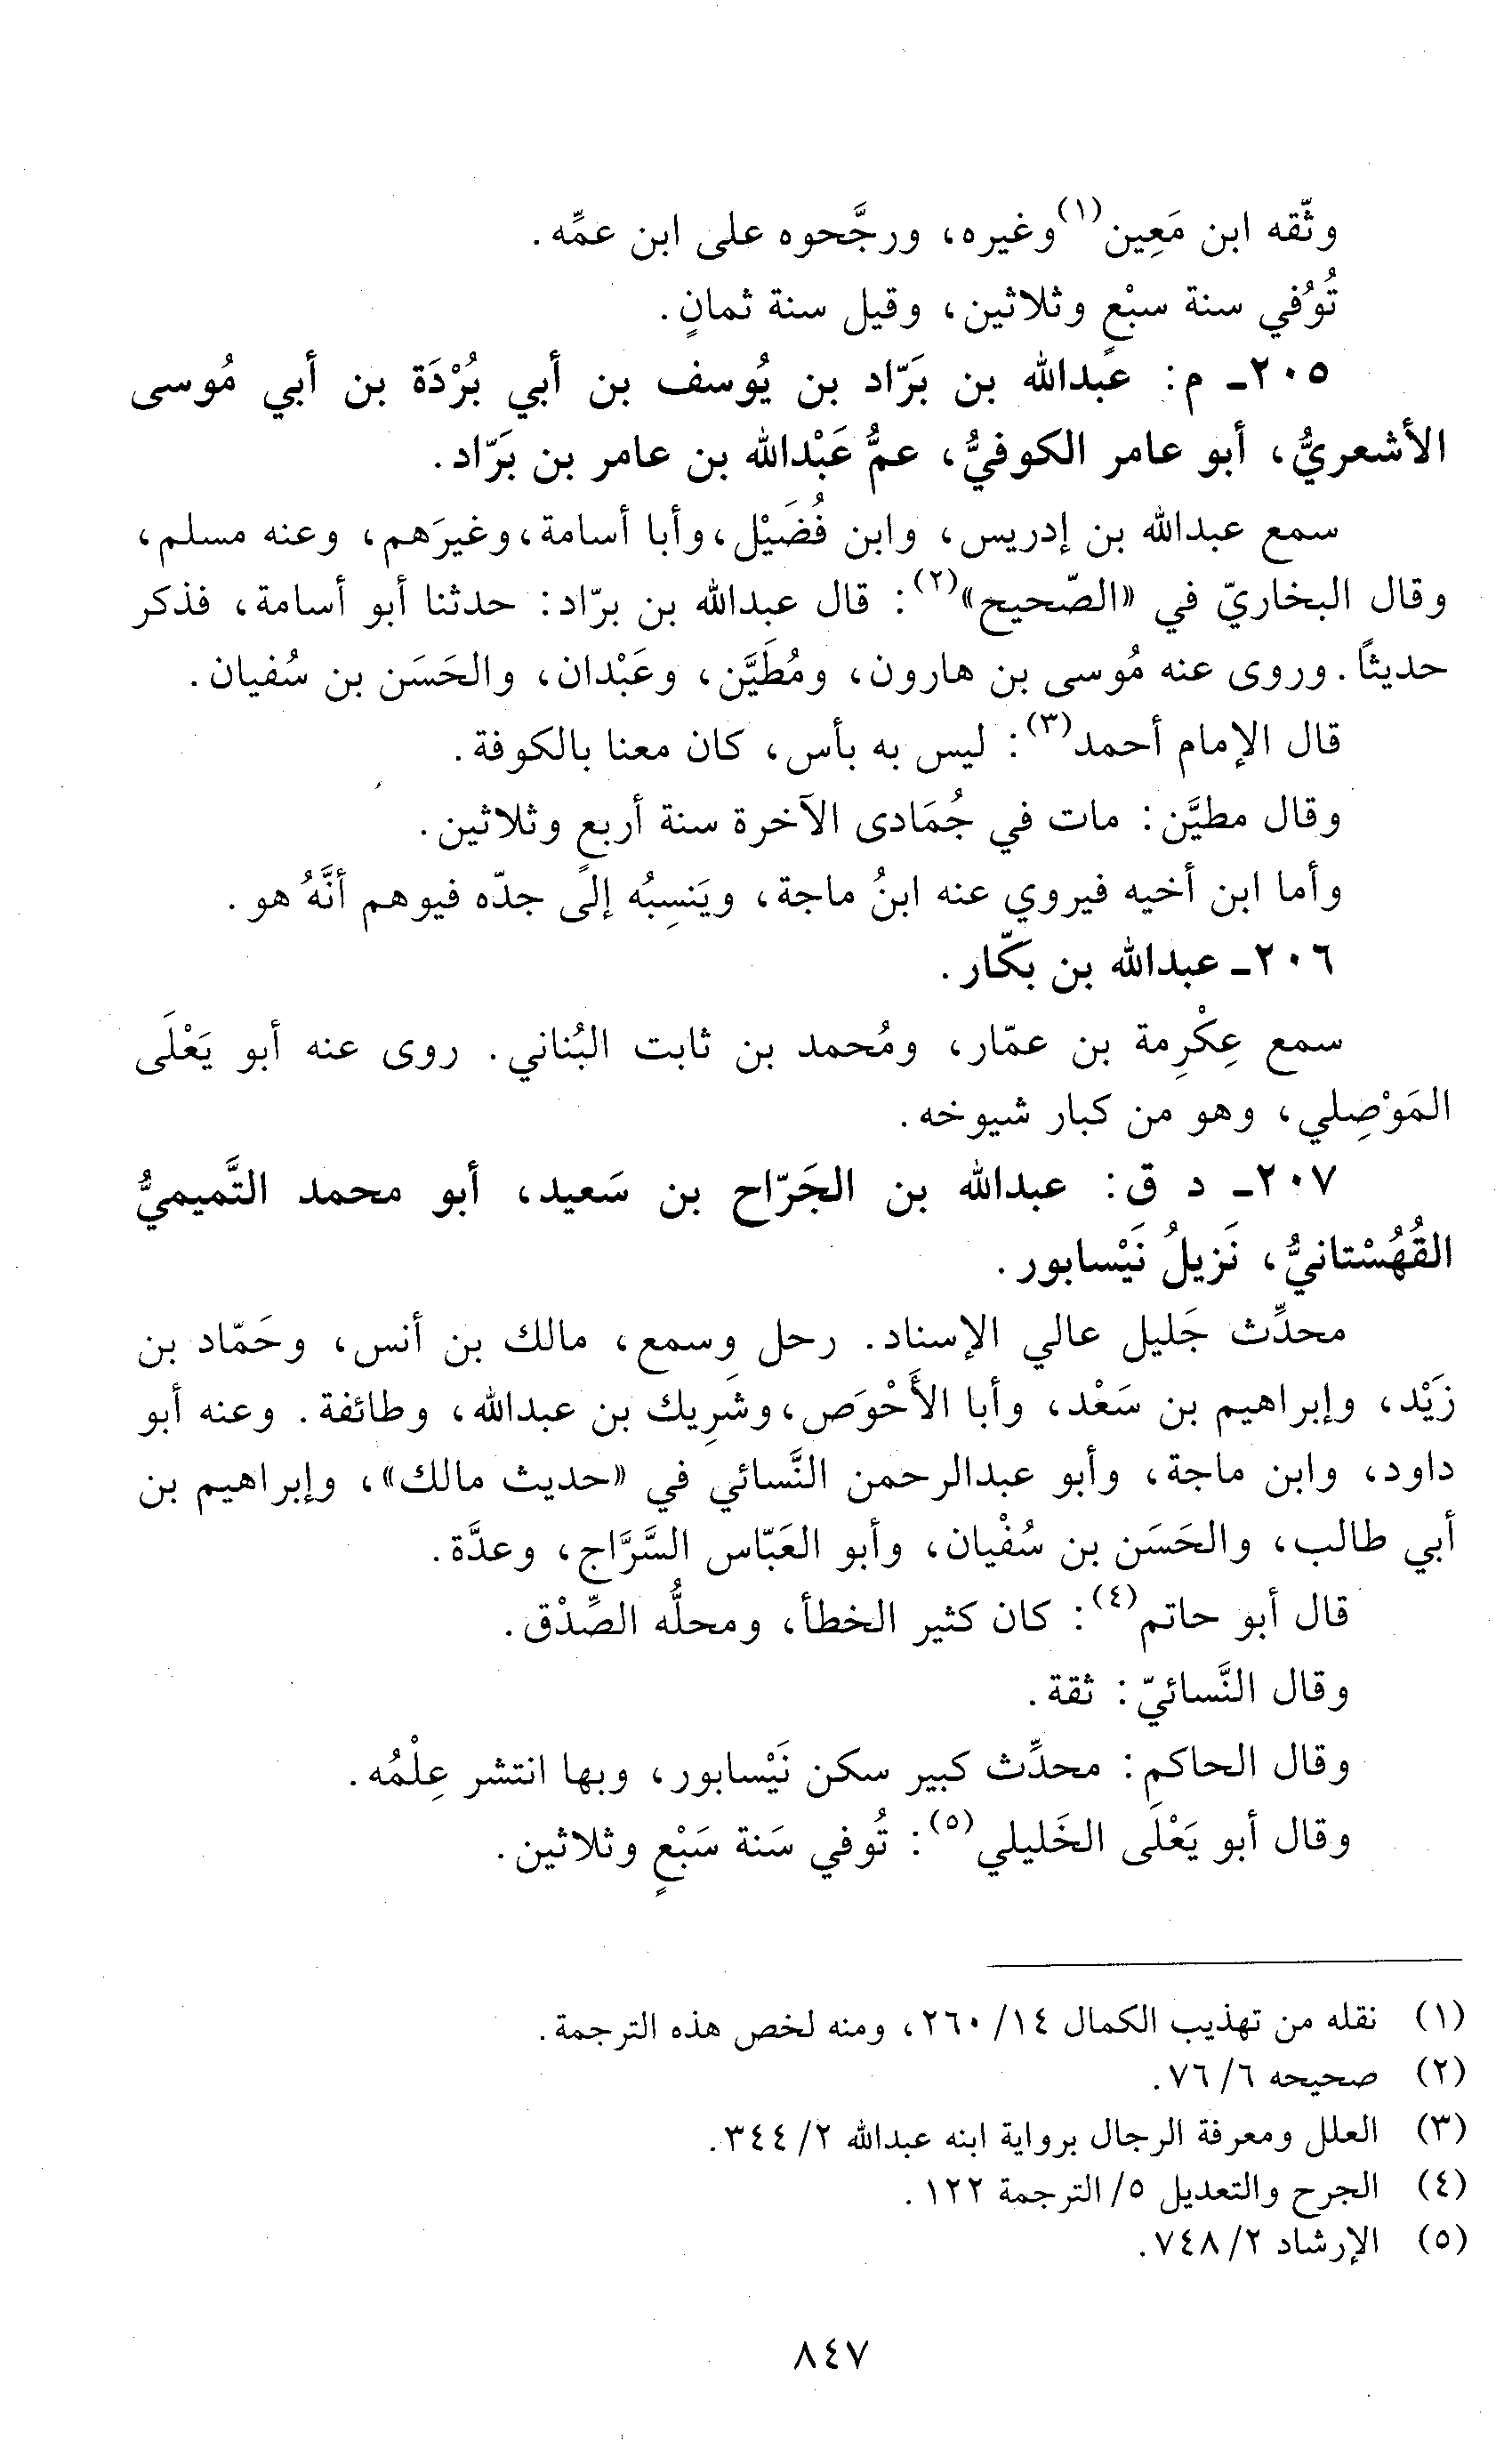 وثّقه ابن مَعِين(١) وغيره، ورجَّحوه على ابن عمِّه.
تُوُفي سنة سبْعٍ وثلاثين، وقيل سنة ثمانٍ.
٢٠٥ـ م: عبدالله بن بَرّاد بن يُوسف بن أبي بُرْدَة بن أبي مُوسى
الأشعريُّ، أبو عامر الكوفيُّ، عمُّ عَبْدالله بن عامر بن بَرّاد.
سمع عبدالله بن إدريس، وابن فُضَيْل، وأبا أسامة، وغيرَهم، وعنه مسلم،
وقال البخاريّ في «الصّحيح»(٢): قال عبدالله بن برّاد: حدثنا أبو أسامة، فذكر
حديثاً. وروى عنه مُوسى بن هارون، ومُطَيَّن، وعَبْدان، والحَسَن بن سُفيان.
قال الإمام أحمد(٣): ليس به بأس، كان معنا بالكوفة.
وقال مطيَّن: مات في جُمَادى الآخرة سنة أربعٍ وثلاثين.
وأما ابن أخيه فيروي عنه ابنُ ماجة، ويَنسِبُه إلى جدّه فيوهم أنَّهُ هو.
٢٠٦ـ عبدالله بن بكّار.
سمع عِكْرِمة بن عمّار، ومُحمد بن ثابت البُناني. روى عنه أبو يَعْلَى
المَوْصِلي، وهو من كبار شيوخه.
٢٠٧ـ د ق: عبدالله بن الجَرّاح بن سَعيد، أبو محمد التَّميميُّ
القُهُسْتانيُّ، نَزيلُ نَيْسابور.
محدِّث جَليل عالي الإسناد. رحل وسمع، مالك بن أنس، وحَمّاد بن
زَيْد، وإبراهيم بن سَعْد، وأبا الأَحْوَص، وشَرِيك بن عبدالله، وطائفة. وعنه أبو
داود، وابن ماجة، وأبو عبدالرحمن النَّسائي في «حديث مالك»، وإبراهيم بن
أبي طالب، والحَسَن بن سُفْيان، وأبو العَبّاس السَّرَّاج، وعدَّة.
قال أبو حاتم(٤): كان كثير الخطأ، ومحلُّه الصِّدْق.
وقال النَّسائيّ: ثقة.
وقال الحاكم: محدِّث كبير سكن نَيْسابور، وبها انتشر عِلْمُه.
وقال أبو يَعْلَى الخَليلي(٥): تُوفي سَنة سَبْعٍ وثلاثين.
(١) نقله من تهذيب الكمال ١٤/ ٢٦٠، ومنه لخص هذه الترجمة.
(٢) صحيحه ٦/ ٧٦.
(٣) العلل ومعرفة الرجال برواية ابنه عبدالله ٢/ ٣٤٤.
(٤) الجرح والتعديل ٥/ الترجمة ١٢٢.
(٥) الإرشاد ٢/ ٧٤٨.
٨٤٧